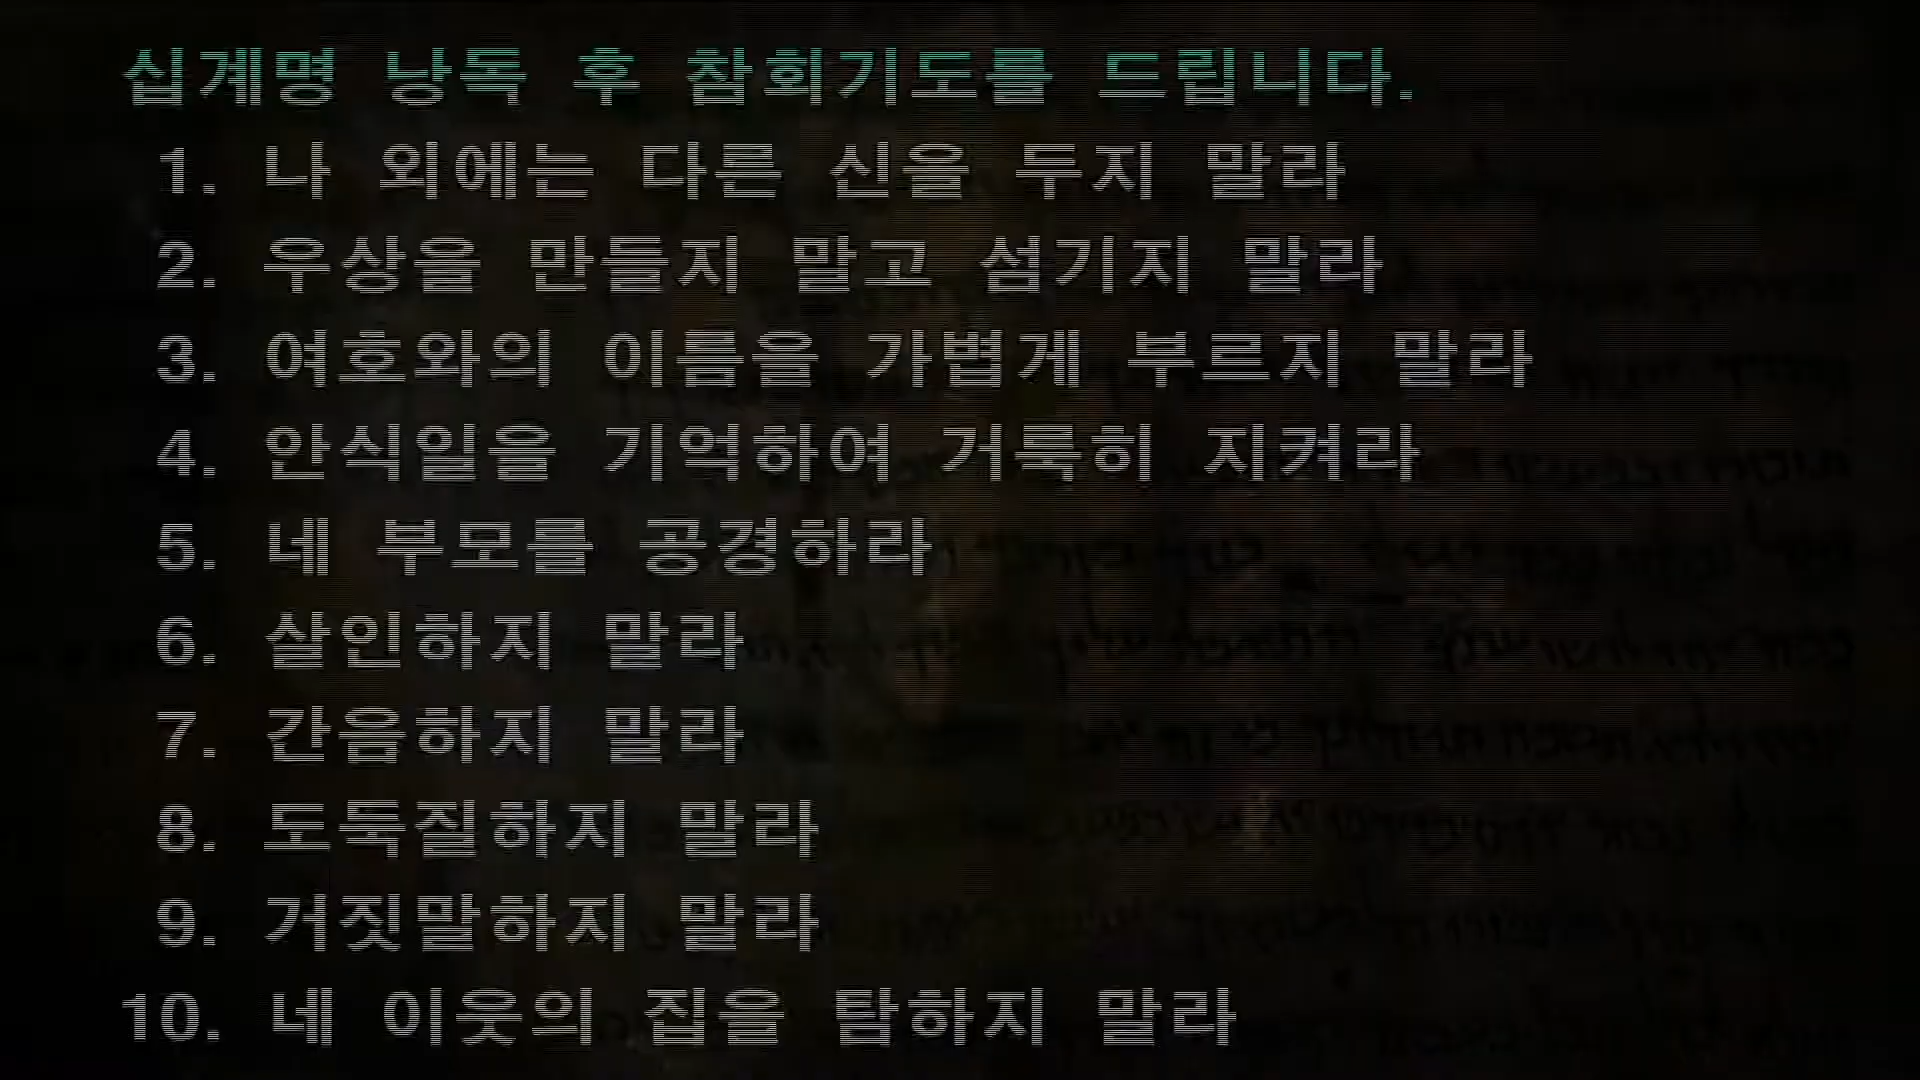 십계명 낭독 후 참회기도를 드립니다.
1. 나 외에는 다른 신을 두지 말라
2. 우상을 만들지 말고 섬기지 말라
3. 여호와의 이름을 가볍게 부르지 말라
4. 안식일을 기억하여 거룩히 지켜라
5. 네 부모를 공경하라
6. 살인하지 말라
7. 간음하지 말라
8. 도둑질하지 말라
9. 거짓말하지 말라
10. 네 이웃의 집을 탐하지 말라